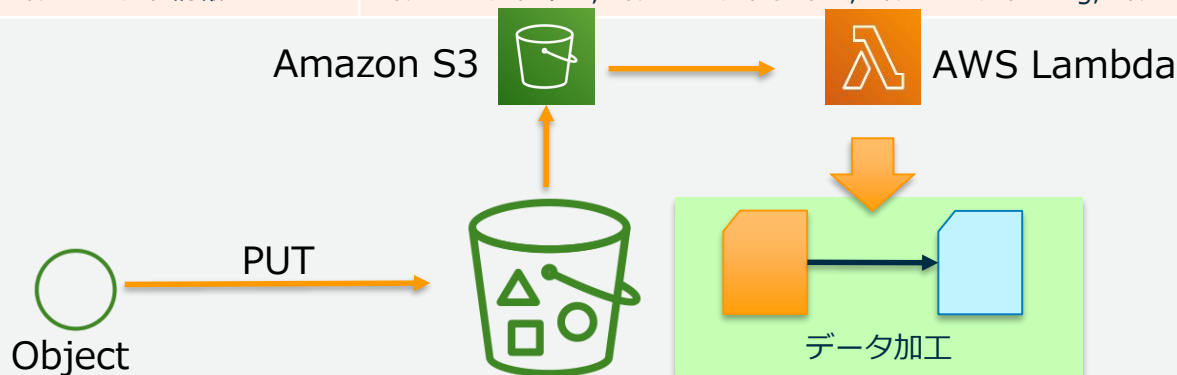 Amazon S3
AWS Lambda
PUT
Object
データ加工